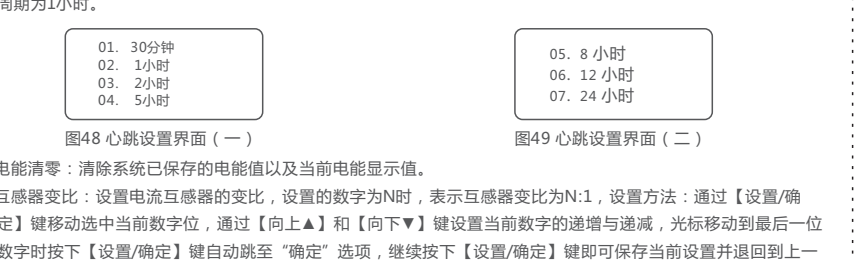 周期为1小时。
01. 30分钟
02. 1小时
03. 2小时
04. 5小时
05. 8 小时
06. 12 小时
07. 24 小时
图48 心跳设置界面（一）
图49 心跳设置界面（二）
电能清零：清除系统已保存的电能值以及当前电能显示值。
互感器变比：设置电流互感器的变比，设置的数字为N时，表示互感器变比为N:1，设置方法：通过【设置/确
定】键移动选中当前数字位，通过【向上▲】和【向下▼】键设置当前数字的递增与递减，光标移动到最后一位
数字时按下【设置/确定】键自动跳至“确定”选项，继续按下【设置/确定】键即可保存当前设置并退回到上一